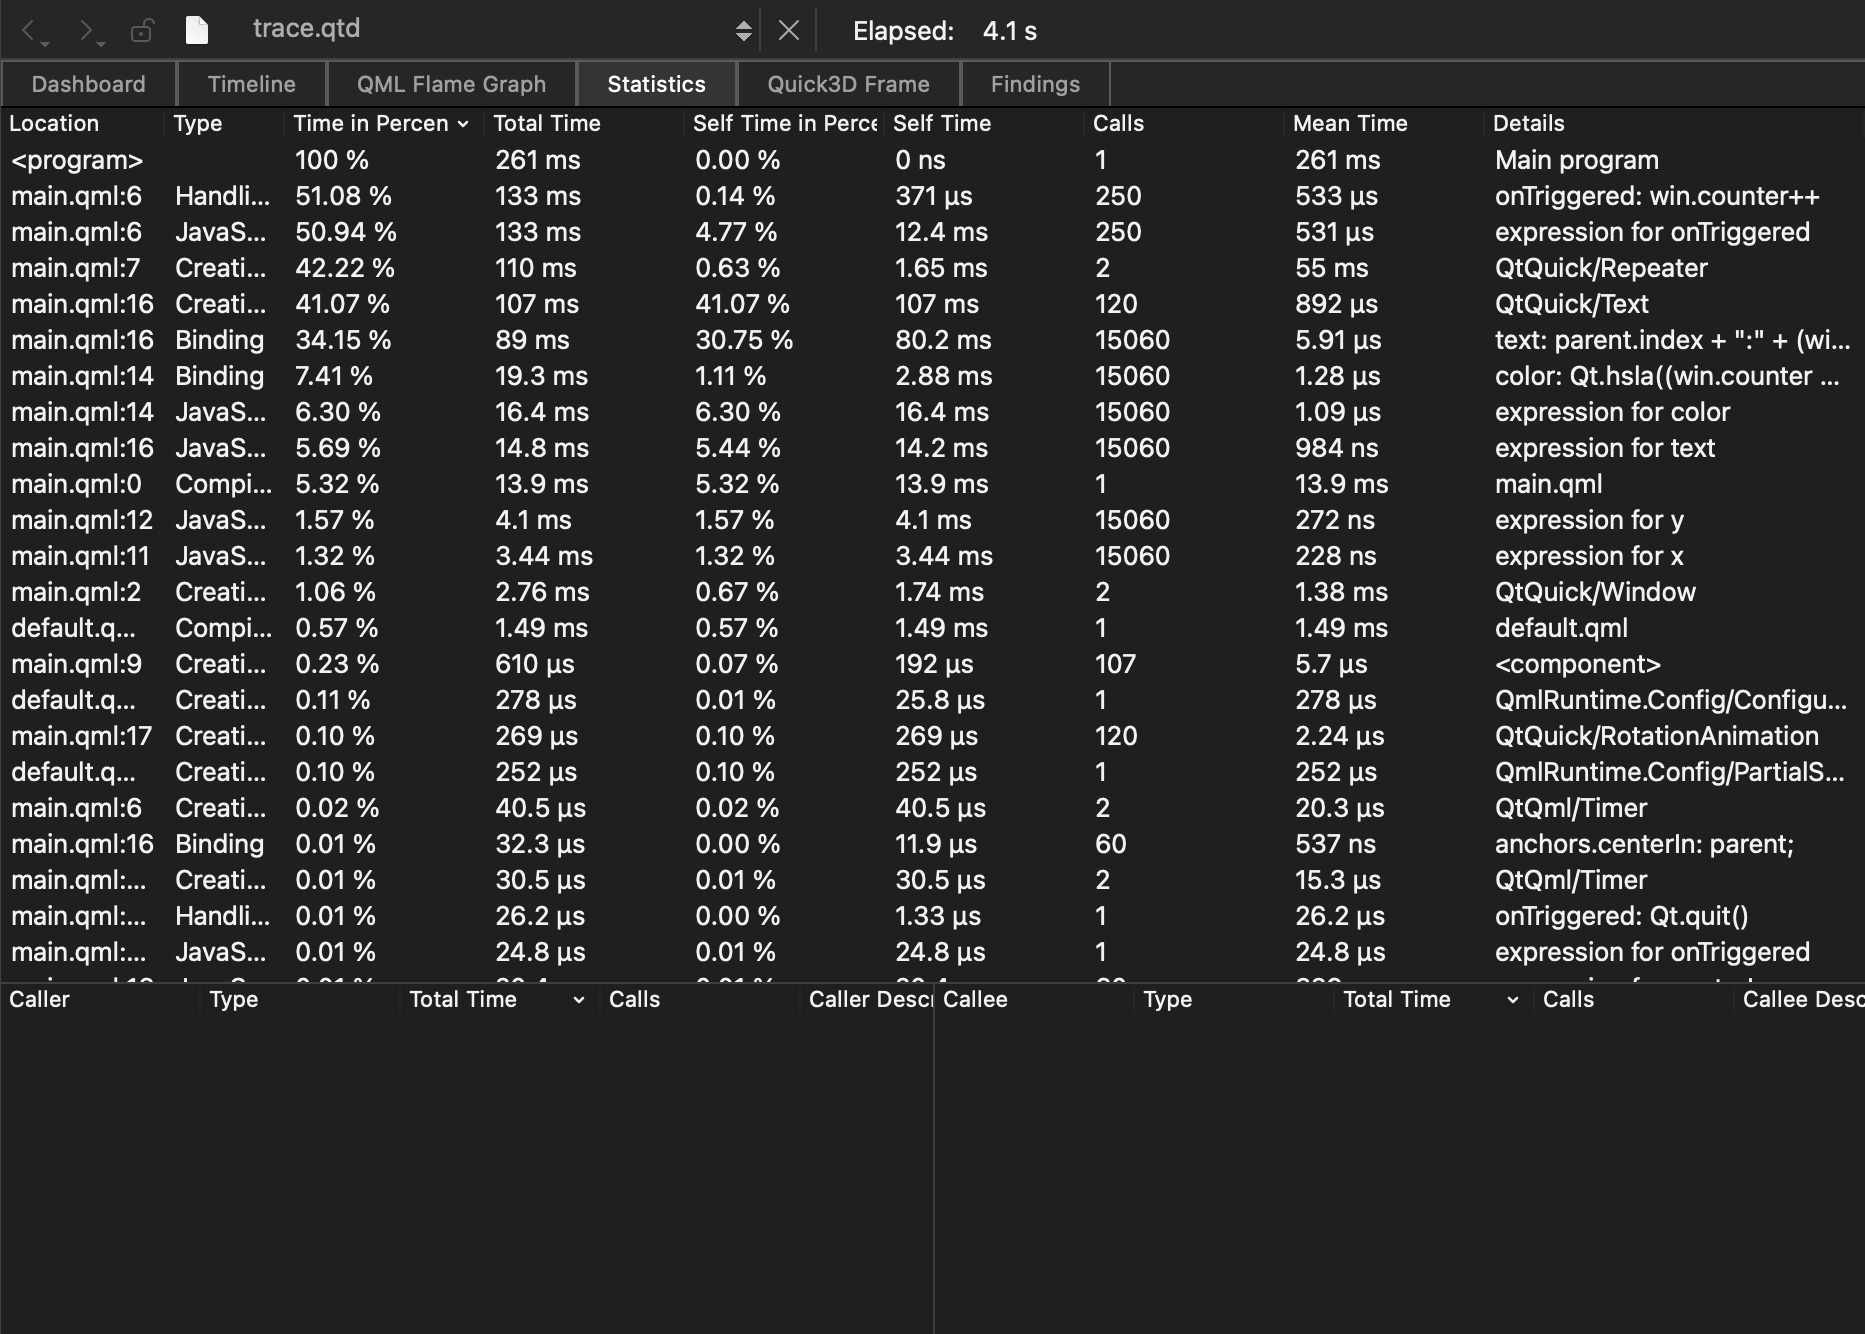 trace.qtd Elapsed: 4.1 s
Dashboard Timeline QML Flame Graph Statistics Quick3D Frame Findings
Location Type Time in Percen Total Time Self Time in Perce Self Time Calls Mean Time Details
<program> 100 % 261 ms 0.00 % 0 ns 1 261 ms Main program
main.qml:6 Handli... 51.08 % 133 ms 0.14 % 371 µs 250 533 µs onTriggered: win.counter++
main.qml:6 JavaS... 50.94 % 133 ms 4.77 % 12.4 ms 250 531 µs expression for onTriggered
main.qml:7 Creati... 42.22 % 110 ms 0.63 % 1.65 ms 2 55 ms QtQuick/Repeater
main.qml:16 Creati... 41.07 % 107 ms 41.07 % 107 ms 120 892 µs QtQuick/Text
main.qml:16 Binding 34.15 % 89 ms 30.75 % 80.2 ms 15060 5.91 µs text: parent.index + ":" + (wi...
main.qml:14 Binding 7.41 % 19.3 ms 1.11 % 2.88 ms 15060 1.28 µs color: Qt.hsla((win.counter ...
main.qml:14 JavaS... 6.30 % 16.4 ms 6.30 % 16.4 ms 15060 1.09 µs expression for color
main.qml:16 JavaS... 5.69 % 14.8 ms 5.44 % 14.2 ms 15060 984 ns expression for text
main.qml:0 Compi... 5.32 % 13.9 ms 5.32 % 13.9 ms 1 13.9 ms main.qml
main.qml:12 JavaS... 1.57 % 4.1 ms 1.57 % 4.1 ms 15060 272 ns expression for y
main.qml:11 JavaS... 1.32 % 3.44 ms 1.32 % 3.44 ms 15060 228 ns expression for x
main.qml:2 Creati... 1.06 % 2.76 ms 0.67 % 1.74 ms 2 1.38 ms QtQuick/Window
default.q... Compi... 0.57 % 1.49 ms 0.57 % 1.49 ms 1 1.49 ms default.qml
main.qml:9 Creati... 0.23 % 610 µs 0.07 % 192 µs 107 5.7 µs <component>
default.q... Creati... 0.11 % 278 µs 0.01 % 25.8 µs 1 278 µs QmlRuntime.Config/Configu...
main.qml:17 Creati... 0.10 % 269 µs 0.10 % 269 µs 120 2.24 µs QtQuick/RotationAnimation
default.q... Creati... 0.10 % 252 µs 0.10 % 252 µs 1 252 µs QmlRuntime.Config/PartialS...
main.qml:6 Creati... 0.02 % 40.5 µs 0.02 % 40.5 µs 2 20.3 µs QtQml/Timer
main.qml:16 Binding 0.01 % 32.3 µs 0.00 % 11.9 µs 60 537 ns anchors.centerIn: parent;
main.qml:... Creati... 0.01 % 30.5 µs 0.01 % 30.5 µs 2 15.3 µs QtQml/Timer
main.qml:... Handli... 0.01 % 26.2 µs 0.00 % 1.33 µs 1 26.2 µs onTriggered: Qt.quit()
main.qml:... JavaS... 0.01 % 24.8 µs 0.01 % 24.8 µs 1 24.8 µs expression for onTriggered
Caller Type Total Time Calls Caller Descr Callee Type Total Time Calls Callee Desc